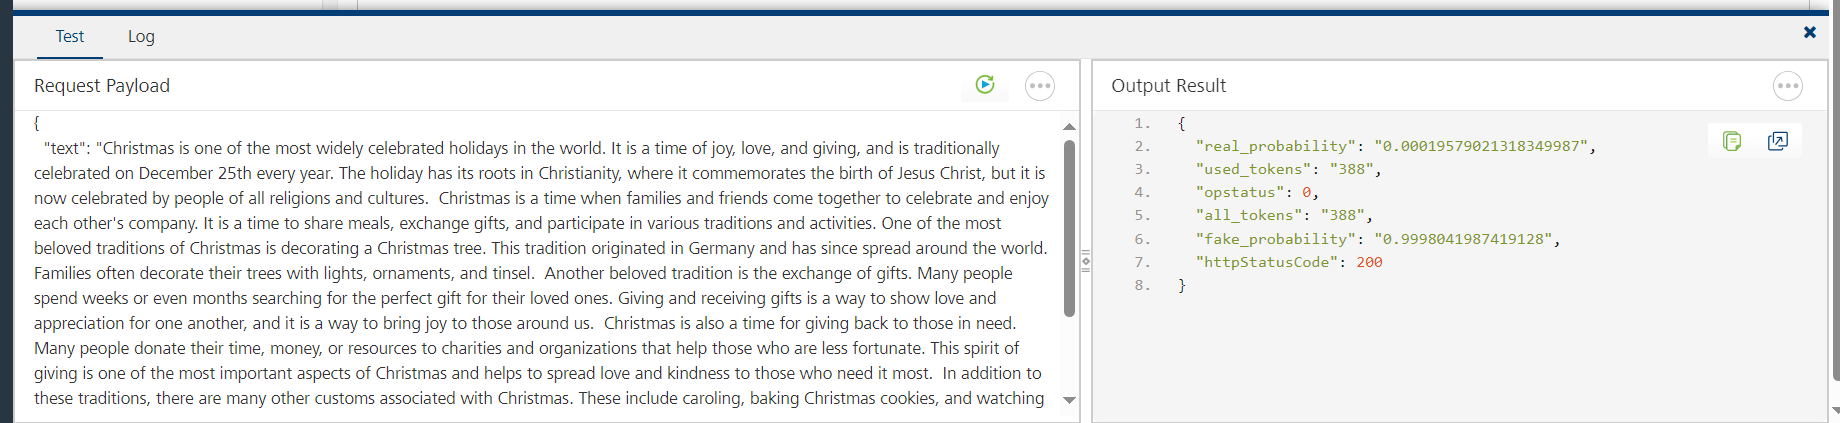 Test Log
Request Payload
{
"text": "Christmas is one of the most widely celebrated holidays in the world. It is a time of joy, love, and giving, and is traditionally
celebrated on December 25th every year. The holiday has its roots in Christianity, where it commemorates the birth of Jesus Christ, but it is
now celebrated by people of all religions and cultures.  Christmas is a time when families and friends come together to celebrate and enjoy
each other's company. It is a time to share meals, exchange gifts, and participate in various traditions and activities. One of the most
beloved traditions of Christmas is decorating a Christmas tree. This tradition originated in Germany and has since spread around the world.
Families often decorate their trees with lights, ornaments, and tinsel.  Another beloved tradition is the exchange of gifts. Many people
spend weeks or even months searching for the perfect gift for their loved ones. Giving and receiving gifts is a way to show love and
appreciation for one another, and it is a way to bring joy to those around us.  Christmas is also a time for giving back to those in need.
Many people donate their time, money, or resources to charities and organizations that help those who are less fortunate. This spirit of
giving is one of the most important aspects of Christmas and helps to spread love and kindness to those who need it most.  In addition to
these traditions, there are many other customs associated with Christmas. These include caroling, baking Christmas cookies, and watching
Output Result
1. {
2. "real_probability": "0.00019579021318349987",
3. "used_tokens": "388",
4. "opstatus": 0,
5. "all_tokens": "388",
6. "fake_probability": "0.9998041987419128",
7. "httpStatusCode": 200
8. }